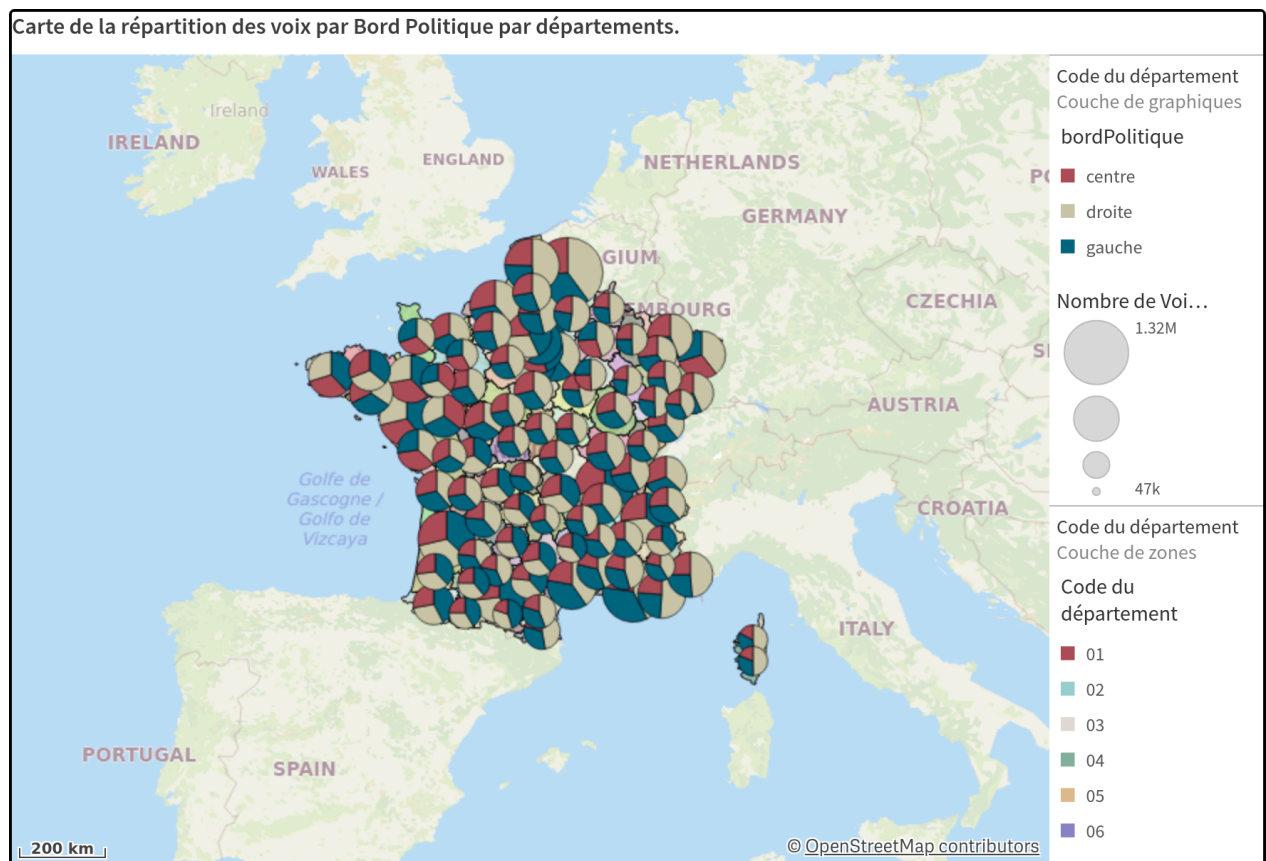 Carte de la répartition des voix par Bord Politique par départements.
Ireland
IRELAND
WALES
ENGLAND
NETHERLANDS
GERMANY
GIUM
EMBOURG
CZECHIA
AUSTRIA
CROATIA
Golfe de
Gascogne /
Golfo de
Vizcaya
ITALY
PORTUGAL
SPAIN
200 km
© OpenStreetMap contributors
Code du département
Couche de graphiques
bordPolitique
centre
droite
gauche
Nombre de Voi…
1.32M
47k
Code du département
Couche de zones
Code du
département
01
02
03
04
05
06